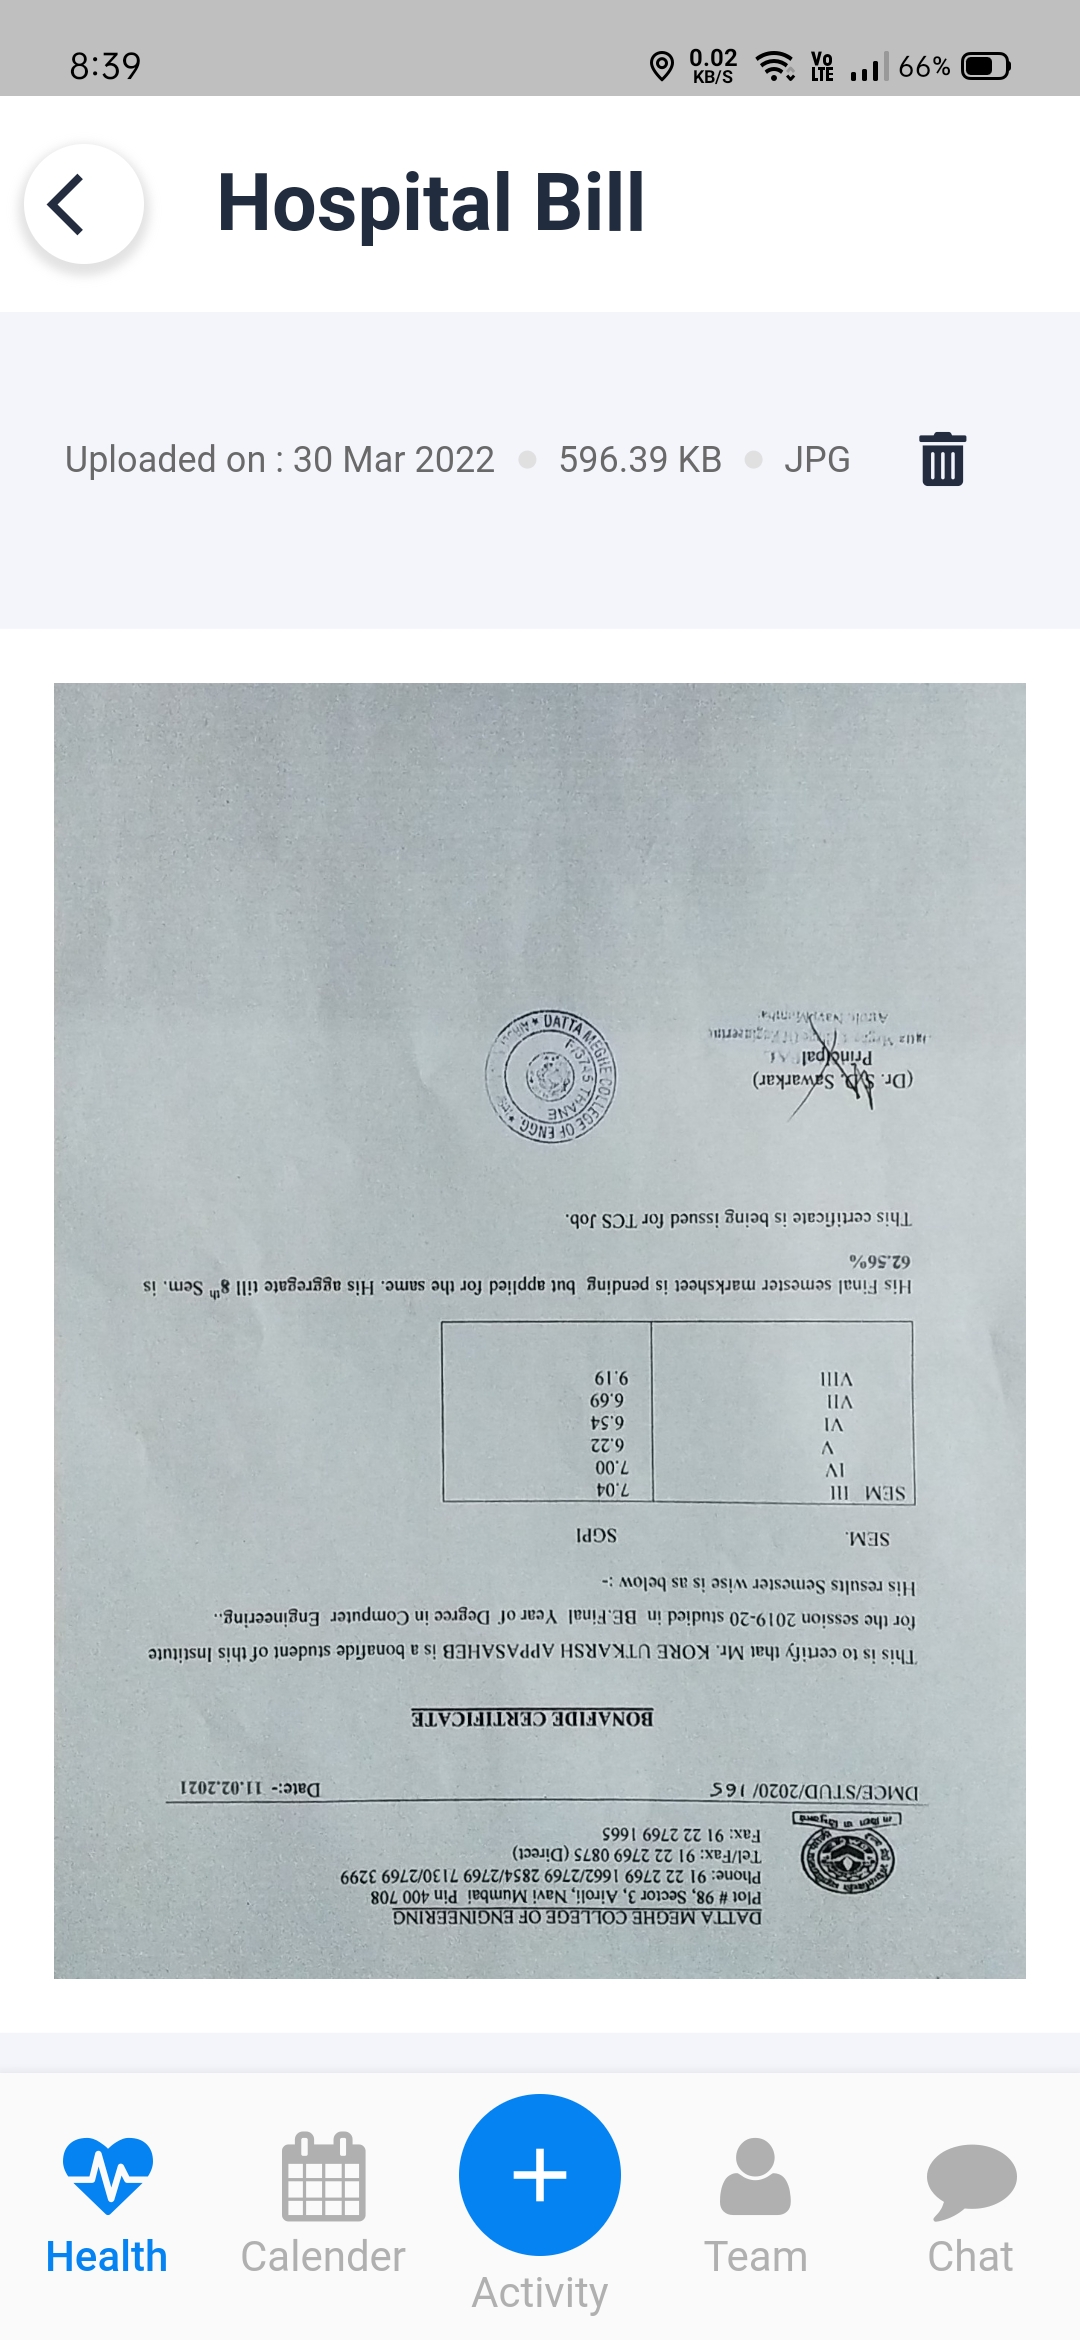 8:39
0.02 KB/S
Vo LTE
66%
Hospital Bill
Uploaded on : 30 Mar 2022 596.39 KB JPG
DATTA MEGHE COLLEGE OF ENGINEERING
Plot # 98, Sector 3, Airoli, Navi Mumbai Pin 400 708
Phone: 91 22 2769 1662/2769 2854/2769 7130/2769 3299
Tel/Fax: 91 22 2769 0875 (Direct)
Fax: 91 22 2769 1665
DMCE/STUD/2020/ 165 Date:- 11.02.2021
BONAFIDE CERTIFICATE
This is to certify that Mr. KORE UTKARSH APPASAHEB is a bonafide student of this Institute
for the session 2019-20 studied in BE.Final Year of Degree in Computer Engineering..
His results Semester wise is as below :-
SEM. SGPI
SEM III 7.04
IV 7.00
V 6.22
VI 6.54
VII 6.69
VIII 9.19
His Final semester marksheet is pending but applied for the same. His aggregate till 8th Sem. is
62.56%
This certificate is being issued for TCS Job.
(Dr. S.D. Sawarkar)
Principal
Airoli, Navi Mumbai
DATTA MEGHE COLLEGE OF ENGG.
THANE
Health
Calender
Activity
Team
Chat